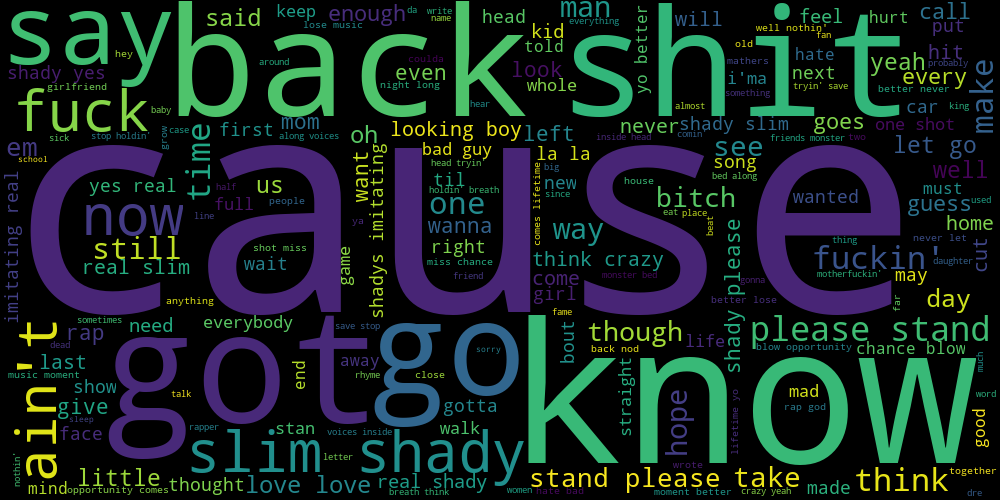 say
back
shit
said
keep
enough
da
write
name
man
everything
well nothin'
fan
call
lose music
will
feel
hurt
put
hey
head
kid
told
old
hate
hit
shady yes
around
look
mathers
yeah
girlfriend
even
whole
yo better
i'ma
next
every
probably
night long
something
tryin' save
better never
make
fuck
baby
hear
coulda
almost
car
king
sick
stop holdin'
grow
case
first
mom
along voices
oh
looking boy
left
never
shady slim
goes
one shot
em
school
time
bad guy
inside head
comin'
see
friends monster
two
let go
cause
want
head tryin
la la
song
well
imitating real
yes real
half
us
til
holdin' breath
big
new
since
house
bed along
must
used
now
full
people
shadys imitating
one
comes lifetime
bitch
wanted
guess
line
ya
wanna
way
eat
place
beat
home
still
shot miss
right
thing
never let
real slim
wait
game
miss chance
think crazy
shady please
fuckin'
daughter
cut
friend
come
monster bed
gonna
motherfuckin'
may
anything
girl
better lose
far
day
ain't
sometimes
need
everybody
save stop
fame
bout
though
please stand
rap
got
go
sorry
back nod
life
blow opportunity
chance blow
dead
last
away
much
music moment
show
end
rhyme
close
straight
know
mad
word
give
talk
gotta
hope
rap god
lifetime yo
good
sleep
face
rapper
stan
walk
voices inside
slim shady
nothin'
letter
wrote
together
little
mind
opportunity comes
thought
love love
real shady
breath think
women
stand please
hate bad
take
moment better
crazy yeah
made
think
dre